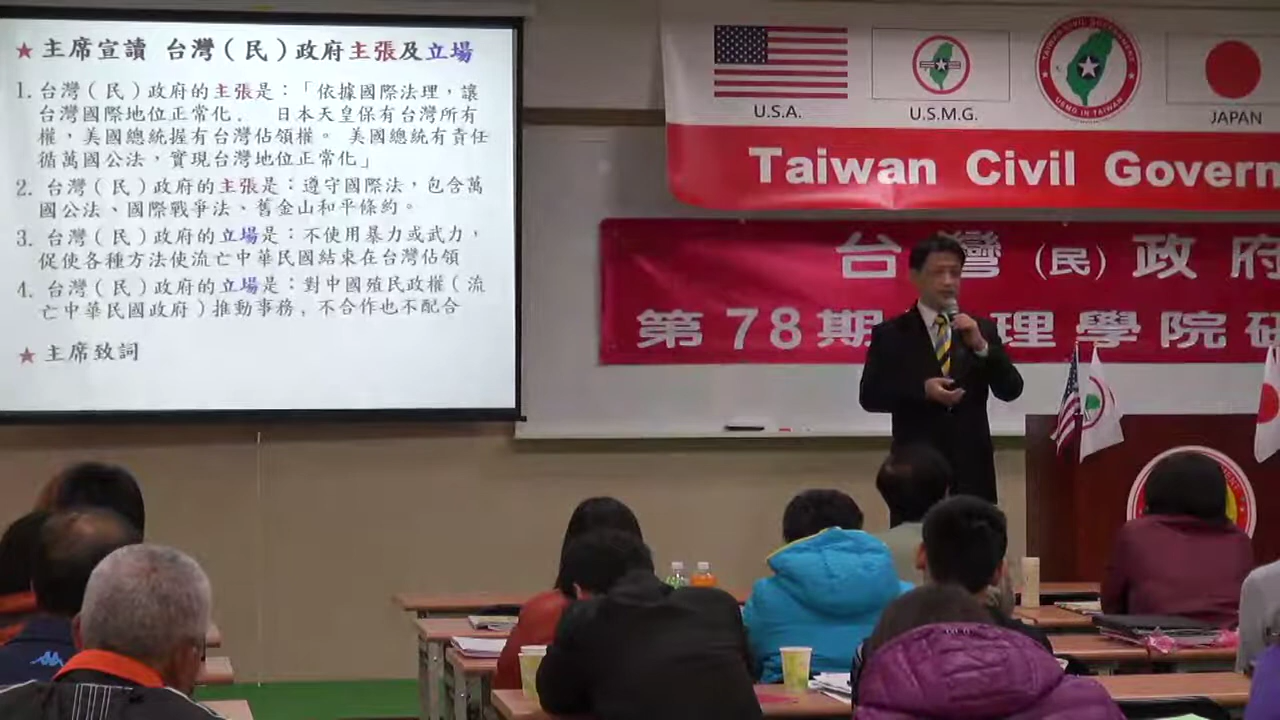 ★ 主席宣讀 台灣(民)政府主張及立場
1. 台灣(民)政府的主張是:「依據國際法理,讓
台灣國際地位正常化. 日本天皇保有台灣所有
權,美國總統握有台灣佔領權。 美國總統有責任
循萬國公法,實現台灣地位正常化」
2. 台灣(民)政府的主張是:遵守國際法,包含萬
國公法、國際戰爭法、舊金山和平條約。
3. 台灣(民)政府的立場是:不使用暴力或武力,
促使各種方法使流亡中華民國結束在台灣佔領
4. 台灣(民)政府的立場是:對中國殖民政權(流
亡中華民國政府)推動事務,不合作也不配合
★ 主席致詞
U.S.A.
U.S.M.G.
TAIWAN CIVIL GOVERNMENT
USMG IN TAIWAN
JAPAN
Taiwan Civil Govern
台灣(民)政府
第78期 理學院研
Kappa